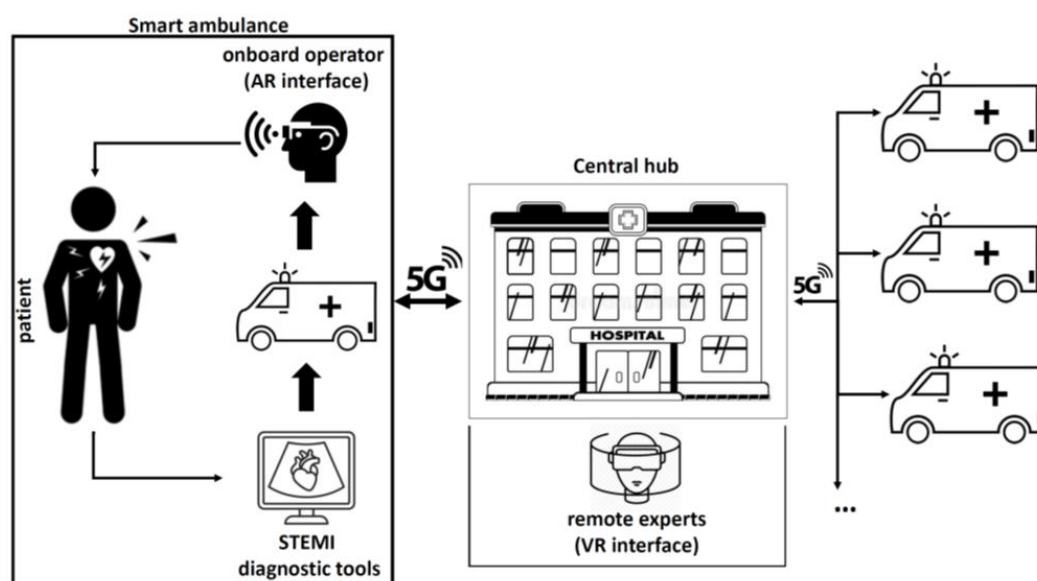 Smart ambulance
onboard operator
(AR interface)
patient
STEMI
diagnostic tools
5G
Central hub
HOSPITAL
remote experts
(VR interface)
5G
...